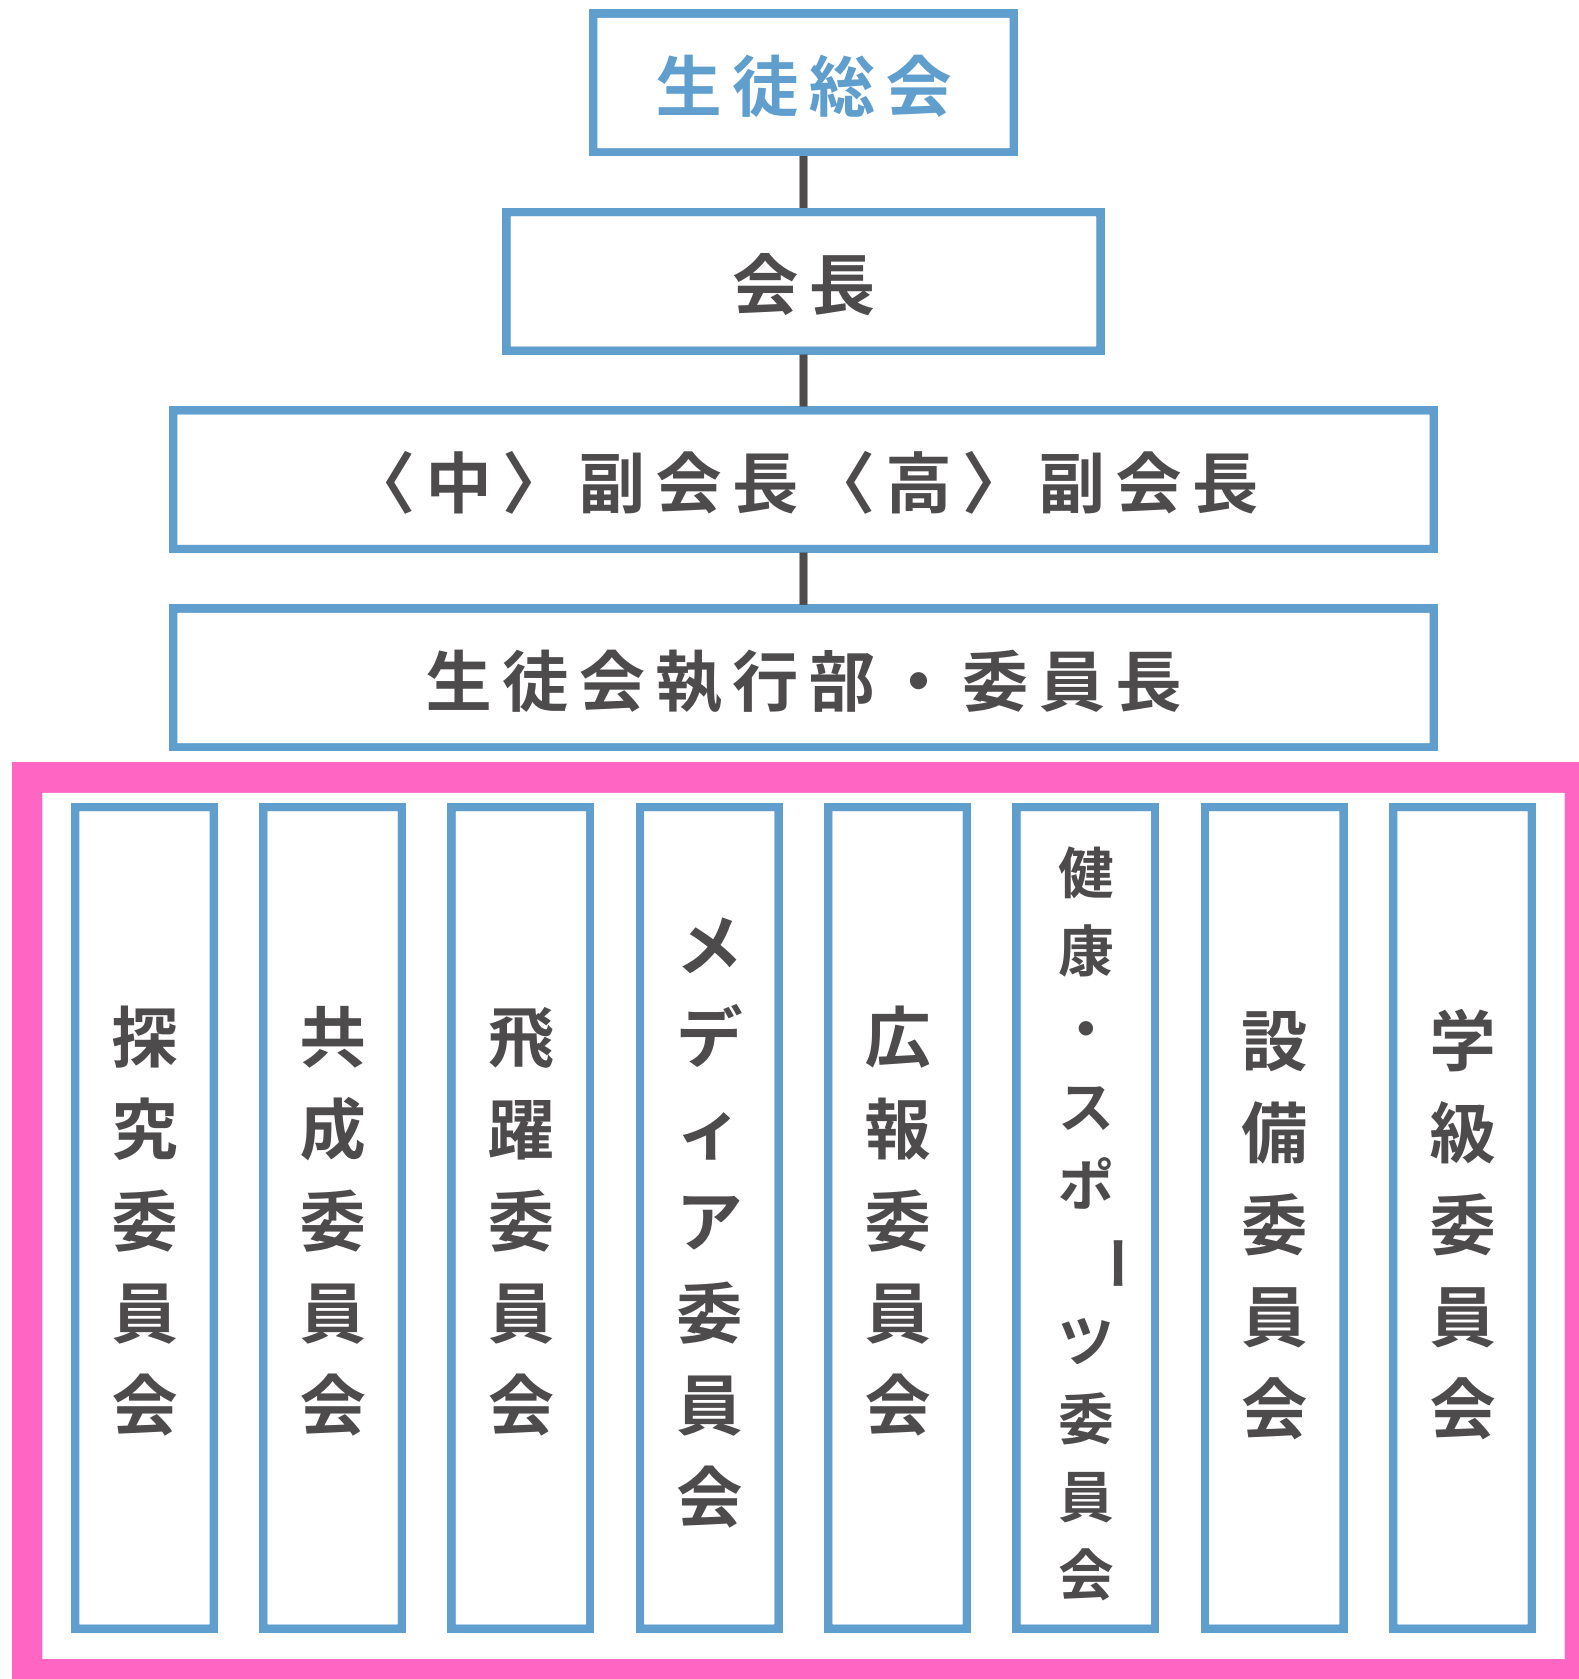 生徒総会
会長
〈中〉副会長〈高〉副会長
生徒会執行部・委員長
探究委員会
共成委員会
飛躍委員会
メディア委員会
広報委員会
健康・スポーツ委員会
設備委員会
学級委員会